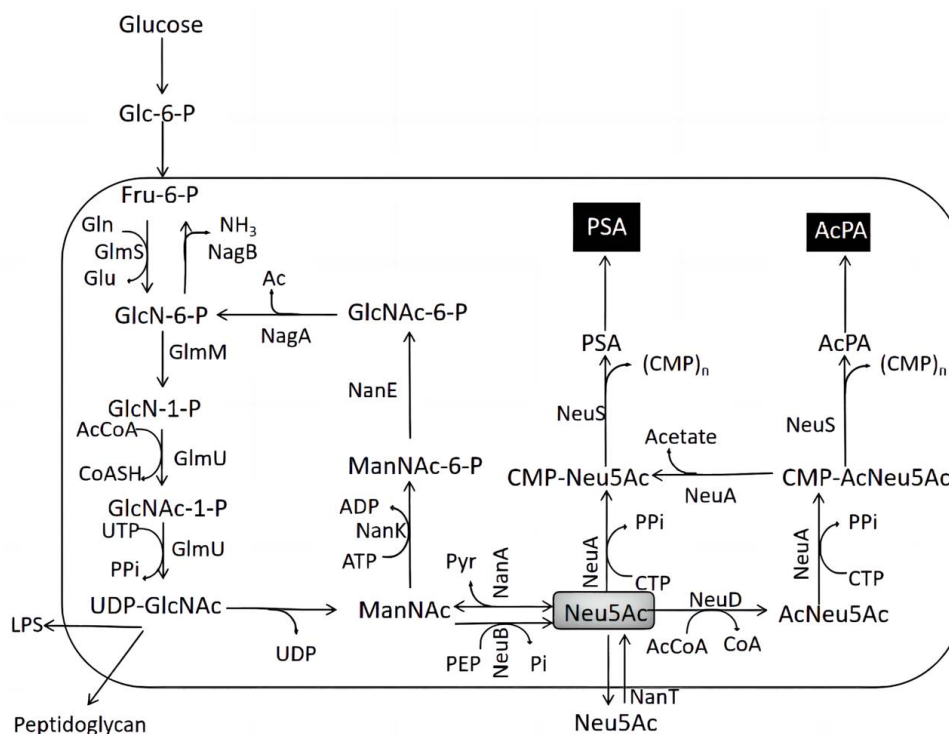 Glucose
Glc-6-P
Fru-6-P
Gln
GlmS
Glu
NH₃
NagB
GlcN-6-P
Ac
NagA
GlcNAc-6-P
GlmM
GlcN-1-P
AcCoA
CoASH
GlmU
GlcNAc-1-P
UTP
GlmU
PPi
UDP-GlcNAc
LPS
Peptidoglycan
UDP
ManNAc
NanK
ATP
ADP
ManNAc-6-P
NanE
Pyr
NanA
PEP
NeuB
Pi
Neu5Ac
NanT
Neu5Ac
NeuA
CTP
PPi
CMP-Neu5Ac
NeuS
(CMP)ₙ
PSA
PSA
NeuD
AcCoA
CoA
AcNeu5Ac
NeuA
CTP
PPi
CMP-AcNeu5Ac
Acetate
NeuA
NeuS
(CMP)ₙ
AcPA
AcPA